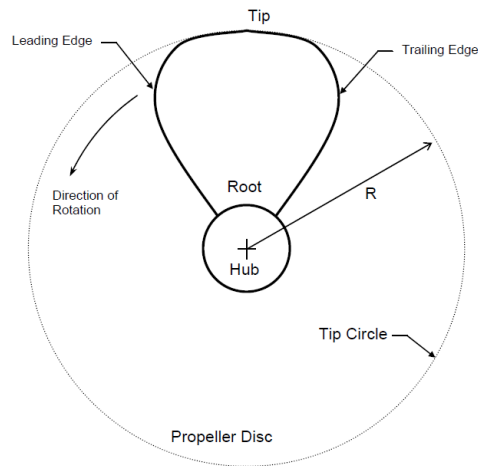 Tip
Leading Edge
Trailing Edge
Direction of
Rotation
Root
R
Hub
Tip Circle
Propeller Disc